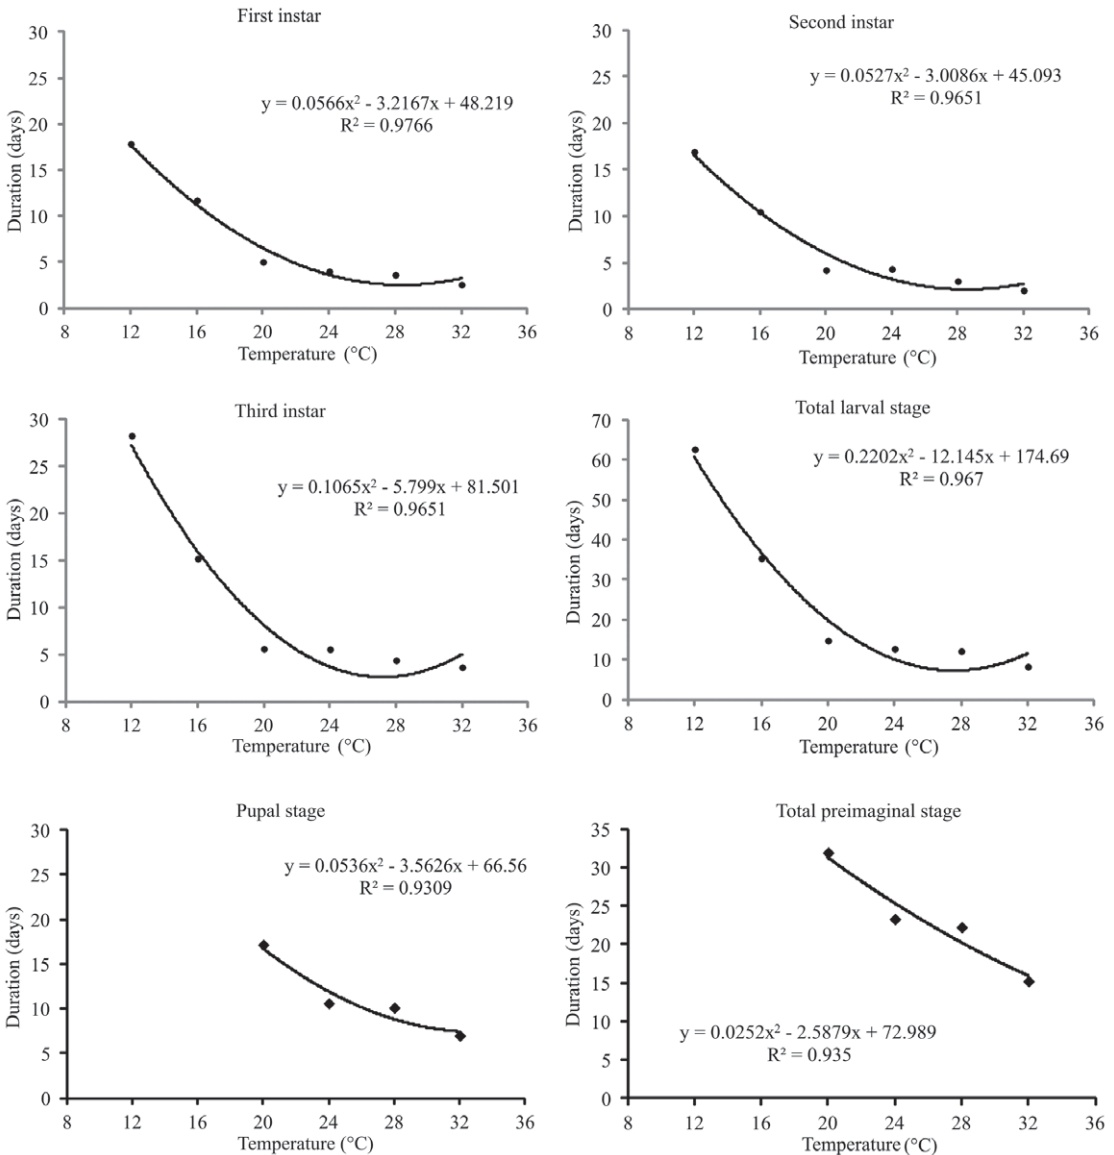 First instar
30
25
20
15
10
5
0
y = 0.0566x² - 3.2167x + 48.219
R² = 0.9766
Duration (days)
8 12 16 20 24 28 32 36
Temperature (°C)
Second instar
30
25
20
15
10
5
0
y = 0.0527x² - 3.0086x + 45.093
R² = 0.9651
Duration (days)
8 12 16 20 24 28 32 36
Temperature (°C)
Third instar
30
25
20
15
10
5
0
y = 0.1065x² - 5.799x + 81.501
R² = 0.9651
Duration (days)
8 12 16 20 24 28 32 36
Temperature (°C)
Total larval stage
70
60
50
40
30
20
10
0
y = 0.2202x² - 12.145x + 174.69
R² = 0.967
Duration (days)
8 12 16 20 24 28 32 36
Temperature (°C)
Pupal stage
30
25
20
15
10
5
0
y = 0.0536x² - 3.5626x + 66.56
R² = 0.9309
Duration (days)
8 12 16 20 24 28 32 36
Temperature (°C)
Total preimaginal stage
35
30
25
20
15
10
5
0
y = 0.0252x² - 2.5879x + 72.989
R² = 0.935
Duration (days)
8 12 16 20 24 28 32 36
Temperature (°C)